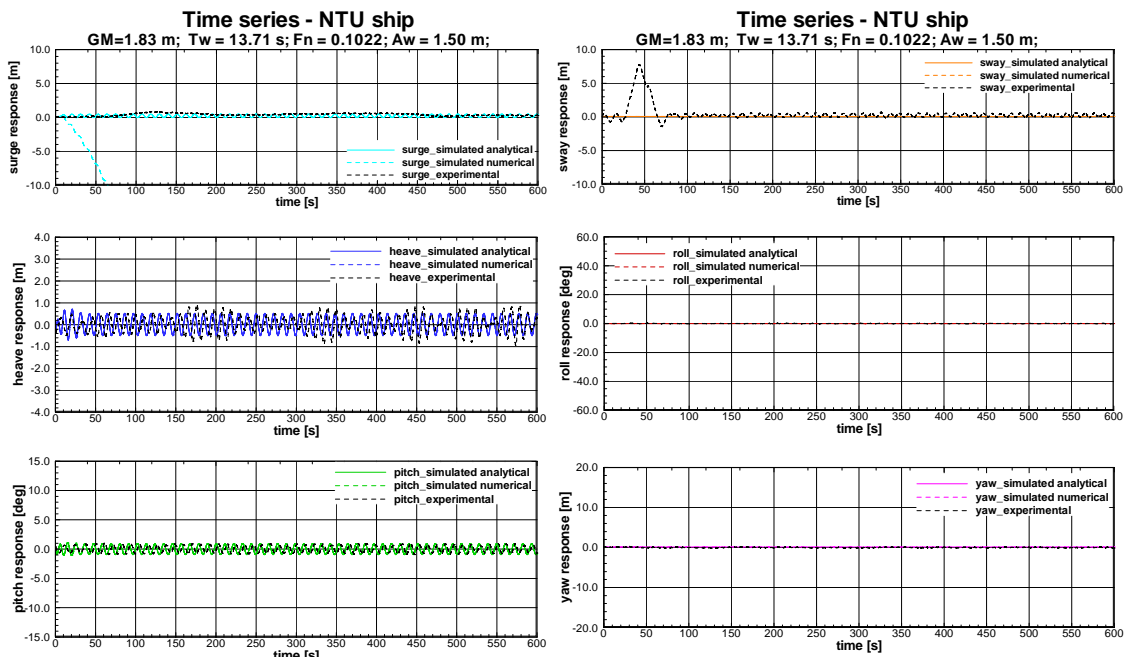 Time series - NTU ship
GM=1.83 m; Tw = 13.71 s; Fn = 0.1022; Aw = 1.50 m;
surge response [m]
10.0
5.0
0.0
-5.0
-10.0
surge_simulated analytical
surge_simulated numerical
surge_experimental
0 50 100 150 200 250 300 350 400 450 500 550 600
time [s]
Time series - NTU ship
GM=1.83 m; Tw = 13.71 s; Fn = 0.1022; Aw = 1.50 m;
sway response [m]
10.0
5.0
0.0
-5.0
-10.0
sway_simulated analytical
sway_simulated numerical
sway_experimental
0 50 100 150 200 250 300 350 400 450 500 550 600
time [s]
heave response [m]
4.0
3.0
2.0
1.0
0.0
-1.0
-2.0
-3.0
-4.0
heave_simulated analytical
heave_simulated numerical
heave_experimental
0 50 100 150 200 250 300 350 400 450 500 550 600
time [s]
roll response [deg]
60.0
40.0
20.0
0.0
-20.0
-40.0
-60.0
roll_simulated analytical
roll_simulated numerical
roll_experimental
0 50 100 150 200 250 300 350 400 450 500 550 600
time [s]
pitch response [deg]
15.0
10.0
5.0
0.0
-5.0
-10.0
-15.0
pitch_simulated analytical
pitch_simulated numerical
pitch_experimental
0 50 100 150 200 250 300 350 400 450 500 550 600
time [s]
yaw response [m]
20.0
10.0
0.0
-10.0
-20.0
yaw_simulated analytical
yaw_simulated numerical
yaw_experimental
0 50 100 150 200 250 300 350 400 450 500 550 600
time [s]